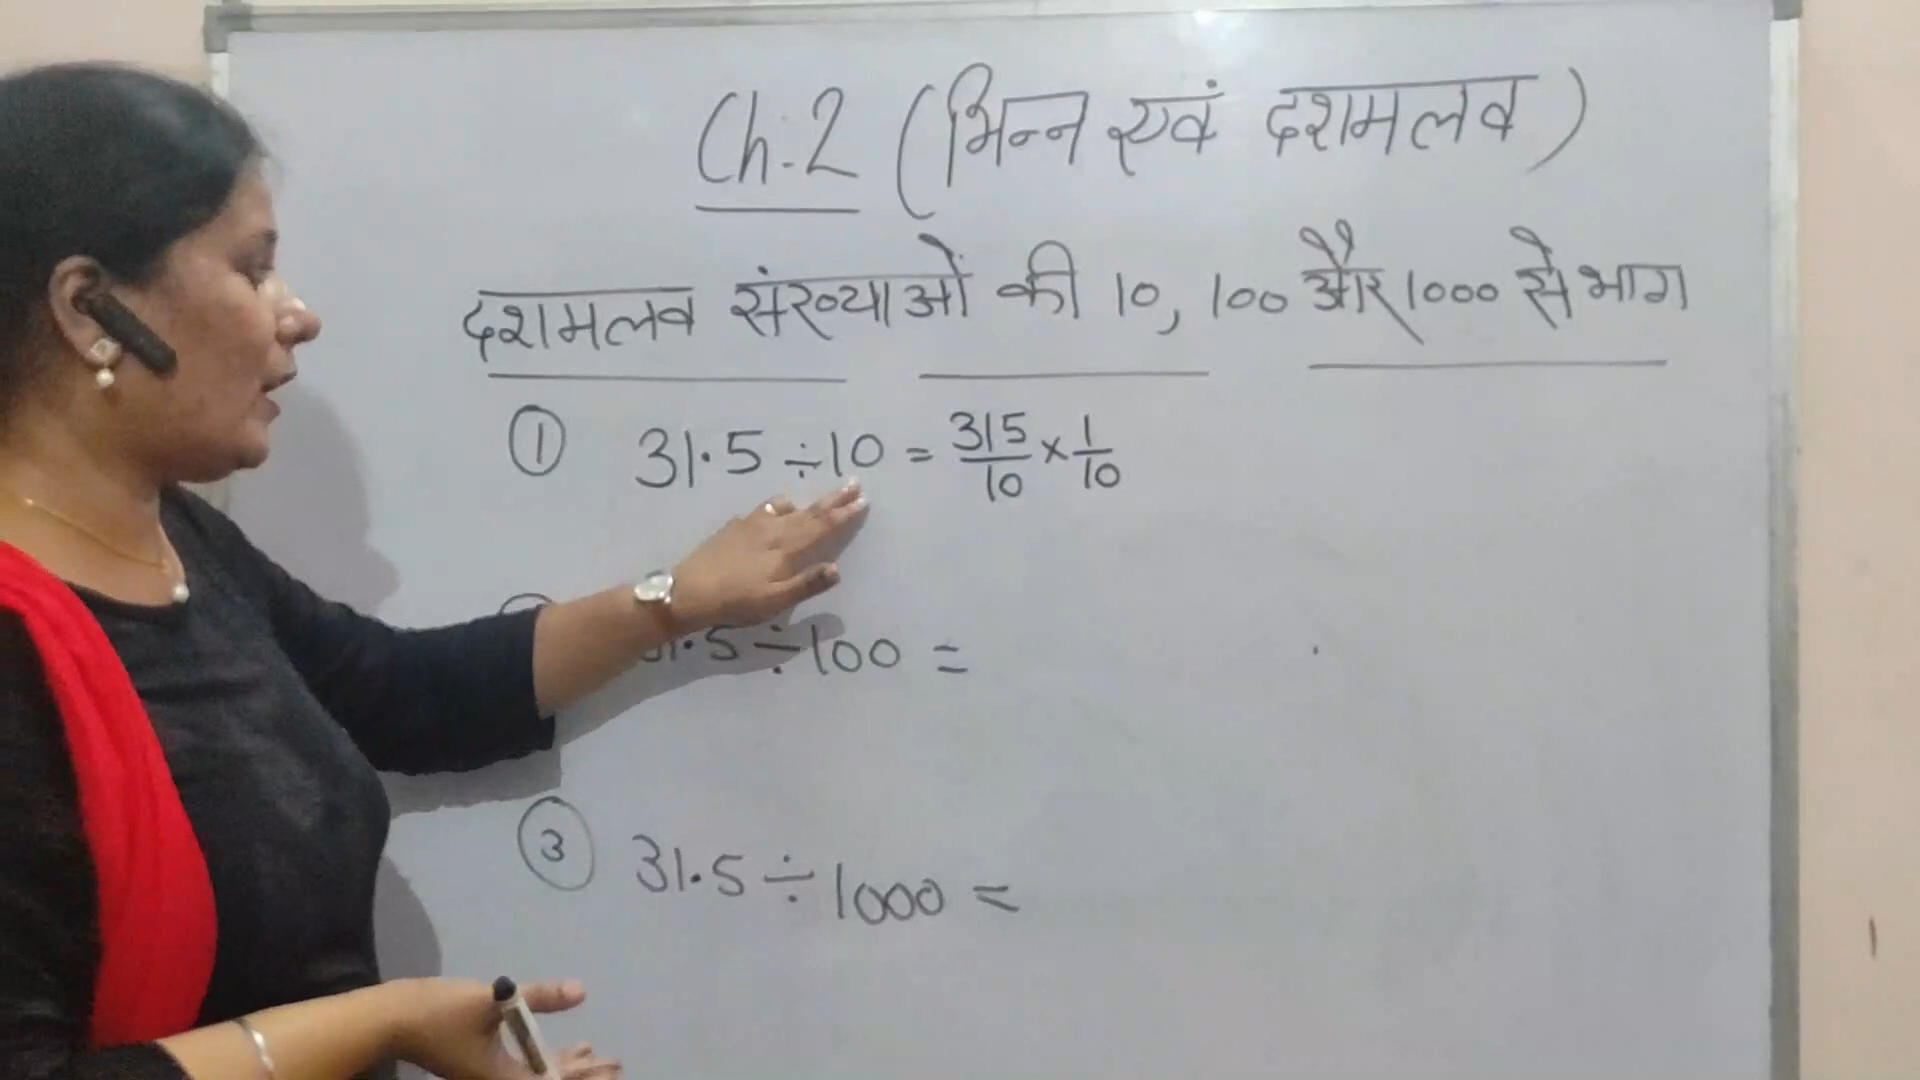 Ch.2 (भिन्न एवं दशमलव)
दशमलव संख्याओं की 10, 100 और 1000 से भाग
① 31.5 ÷ 10 = 315/10 × 1/10
31.5 ÷ 100 =
③ 31.5 ÷ 1000 =